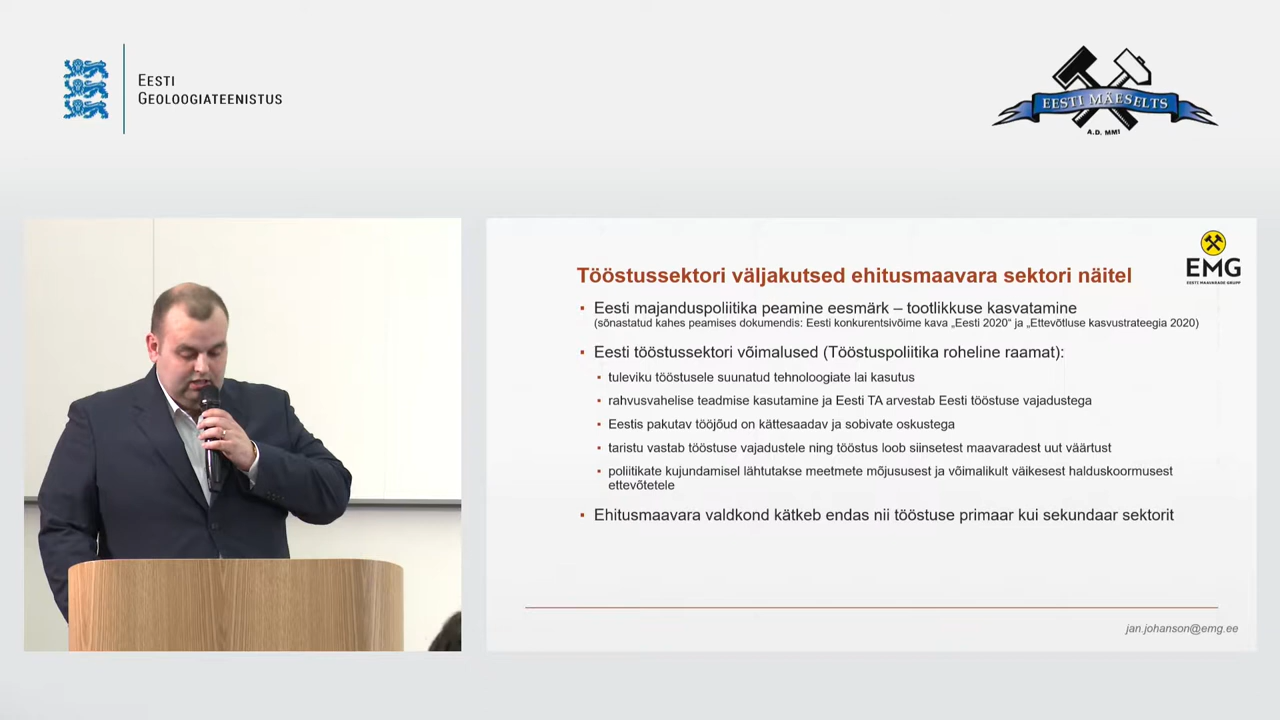 EESTI
GEOLOOGIATEENISTUS
EESTI MÄESELTS
A.D. MMI
EMG
EESTI MAAVARADE GRUPP
Tööstussektori väljakutsed ehitusmaavara sektori näitel
Eesti majanduspoliitika peamine eesmärk – tootlikkuse kasvatamine
(sõnastatud kahes peamises dokumendis: Eesti konkurentsivõime kava „Eesti 2020“ ja „Ettevõtluse kasvustrateegia 2020)
Eesti tööstussektori võimalused (Tööstuspoliitika roheline raamat):
tuleviku tööstusele suunatud tehnoloogiate lai kasutus
rahvusvahelise teadmise kasutamine ja Eesti TA arvestab Eesti tööstuse vajadustega
Eestis pakutav tööjõud on kättesaadav ja sobivate oskustega
taristu vastab tööstuse vajadustele ning tööstus loob siinsetest maavaradest uut väärtust
poliitikate kujundamisel lähtutakse meetmete mõjususest ja võimalikult väikesest halduskoormusest
ettevõtetele
Ehitusmaavara valdkond kätkeb endas nii tööstuse primaar kui sekundaar sektorit
jan.johanson@emg.ee